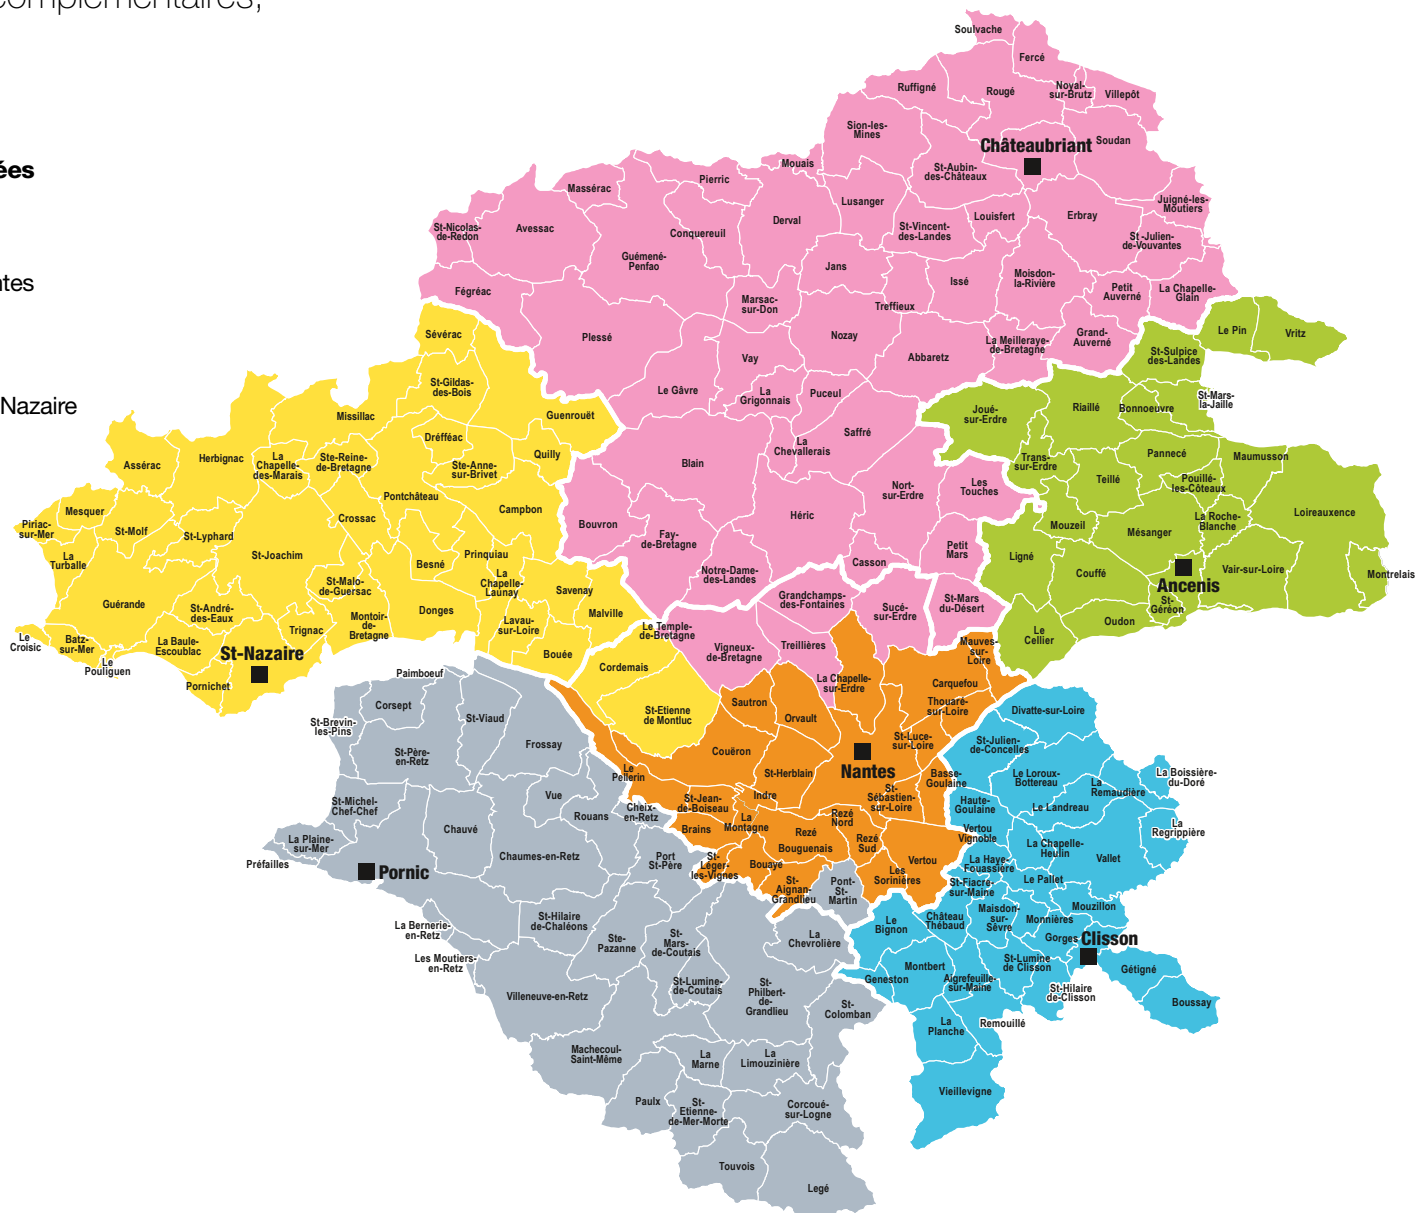 complémentaires,
ées
ntes
Nazaire
Soulvache
Fercé
Ruffigné
Rougé
Noyal-
sur-Brutz
Villepôt
Sion-les-
Mines
Châteaubriant
Soudan
Mouais
St-Aubin-
des-Châteaux
Pierric
Massérac
Lusanger
Juigné-les-
Moutiers
St-Nicolas-
de-Redon
Avessac
Conquereuil
Derval
St-Vincent-
des-Landes
Louisfert
Erbray
St -Julien-
de-Vouvantes
Guémené-
Penfao
Jans
Issé
Moisdon-
la-Rivière
Petit
Auverné
La Chapelle-
Glain
Fégréac
Marsac-
sur-Don
Treffieux
Plessé
Nozay
Abbaretz
La Meilleraye-
de-Bretagne
Grand-
Auverné
Le Pin
Vritz
Sévérac
Vay
St-Sulpice
des-Landes
St-Gildas-
des-Bois
Le Gâvre
La
Grigonnais
Puceul
Joué-
sur-Erdre
Riaillé
Bonnoeuvre
St-Mars-
la-Jaille
Missillac
Guenrouët
Drefféac
Saffré
La
Chevallerais
Quilly
Assérac
Herbignac
La
Chapelle-
des-Marais
Ste-Reine-
de-Bretagne
Ste-Anne-
sur-Brivet
Blain
Trans-
sur-Erdre
Pannecé
Maumusson
Teillé
Pouillé-
les-Côteaux
Nort-
sur-Erdre
Les
Touches
Mesquer
Pontchâteau
Campbon
Piriac-
sur-Mer
St-Molf
St-Lyphard
Crossac
Bouvron
Héric
Fay-
de-Bretagne
Mouzeil
Mésanger
La Roche-
Blanche
Loireauxence
La
Turballe
St-Joachim
Besné
Prinquiau
Petit
Mars
Ligné
Casson
Couffé
Ancenis
Vair-sur-Loire
Montrelais
St-Malo-
de-Guersac
La
Chapelle-
Launay
Savenay
Notre-Dame-
des-Landes
Guérande
St-André-
des-Eaux
Donges
Malville
Grandchamps-
des-Fontaines
Sucé-
sur-Erdre
St-Mars
du-Désert
St-
Géréon
Oudon
Le
Cellier
Montoir-
de-
Bretagne
Trignac
Lavau-
sur-Loire
Le Temple-
de-Bretagne
Le
Croisic
Batz-
sur-Mer
La Baule-
Escoublac
St-Nazaire
Bouée
Vigneux-
de-Bretagne
Treillières
Mauves-
sur-
Loire
Le
Pouliguen
Pornichet
Cordemais
Paimboeuf
La Chapelle-
sur-Erdre
Carquefou
Thouaré-
sur-Loire
Corsept
St-Etienne
de Montluc
Sautron
Orvault
Divatte-sur-Loire
St-Brevin-
les-Pins
St-Viaud
Frossay
St-Père-
en-Retz
Couëron
St-Luce-
sur-Loire
St-Julien-
de-Concelles
Nantes
Le
Pellerin
St-Herblain
Basse-
Goulaine
Le Loroux-
Bottereau
La
Remaudière
La Boissière-
du-Doré
Vue
St-Jean-
de-Boiseau
Indre
St-
Sébastien-
sur-Loire
Haute-
Goulaine
Le Landreau
St-Michel-
Chef-Chef
Rouans
Cheix-
en-Retz
La
Montagne
Rezé
Nord
La
Regrippière
Chauvé
Brains
Rezé
Bouguenais
Rezé
Sud
Vertou
Vignoble
La Plaine-
sur-Mer
La Chapelle-
Heulin
Vallet
Préfailles
Pornic
Chaumes-en-Retz
Port
St-Père
St-
Léger-
les-Vignes
Bouaye
Vertou
La Haye-
Fouassière
Les
Sorinières
St-Fiacre-
sur-Maine
Le Pallet
St-
Aignan-
Grandlieu
Pont-
St-
Martin
Mouzillon
Maisdon-
sur-
Sèvre
Monnières
La Bernerie-
en-Retz
St-Hilaire
de-Chaléons
Le
Bignon
Château
Thébaud
Gorges
Clisson
Ste-
Pazanne
St-
Mars-
de-Coutais
La
Chevrolière
Les Moutiers-
en-Retz
St-Lumine
de Clisson
Gétigné
Montbert
Geneston
Aigrefeuille-
sur-Maine
St-Lumine-
de-Coutais
St-
Philbert-
de-
Grandlieu
Villeneuve-en-Retz
St-Hilaire
de-Clisson
Boussay
St-
Colomban
La
Planche
Remouillé
Machecoul-
Saint-Même
La
Marne
La
Limouzinière
Vieillevigne
Paulx
St-
Etienne-
de-Mer-Morte
Corcoué-
sur-Logne
Touvois
Legé